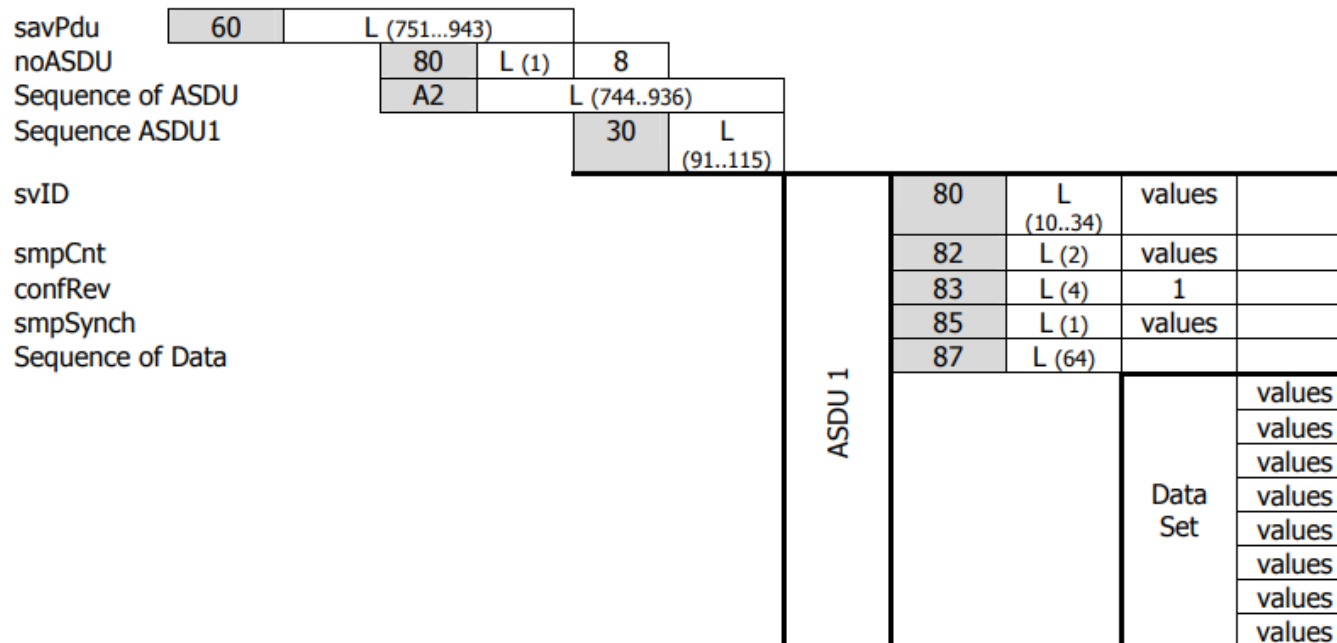 savPdu 60 L (751...943)
noASDU 80 L (1) 8
Sequence of ASDU A2 L (744..936)
Sequence ASDU1 30 L (91..115)
svID 80 L (10..34) values
smpCnt 82 L (2) values
confRev 83 L (4) 1
smpSynch 85 L (1) values
Sequence of Data 87 L (64)
ASDU 1
Data Set
values
values
values
values
values
values
values
values